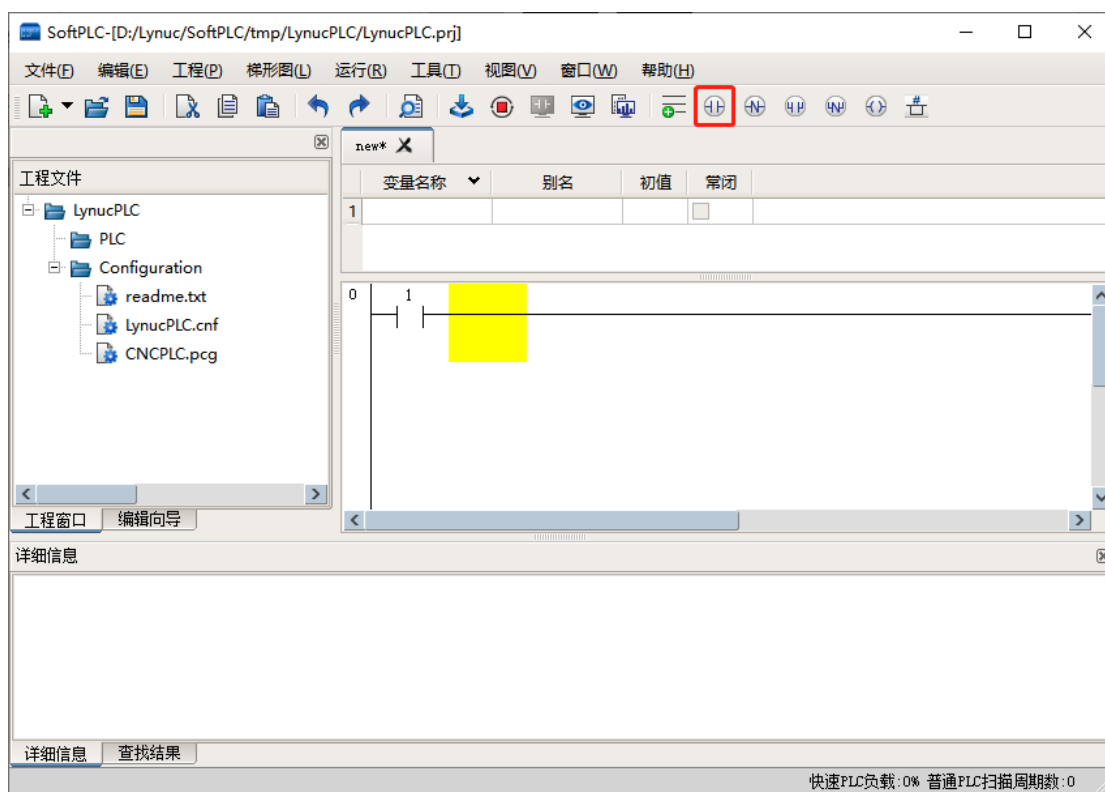 SoftPLC-[D:/Lynuc/SoftPLC/tmp/LynucPLC/LynucPLC.prj]
文件(F) 编辑(E) 工程(P) 梯形图(L) 运行(R) 工具(T) 视图(V) 窗口(W) 帮助(H)
new*
工程文件
变量名称 别名 初值 常闭
LynucPLC
1
PLC
Configuration
readme.txt
LynucPLC.cnf
CNCPLC.pcg
0 1
工程窗口 编辑向导
详细信息
详细信息 查找结果
快速PLC负载:0% 普通PLC扫描周期数:0